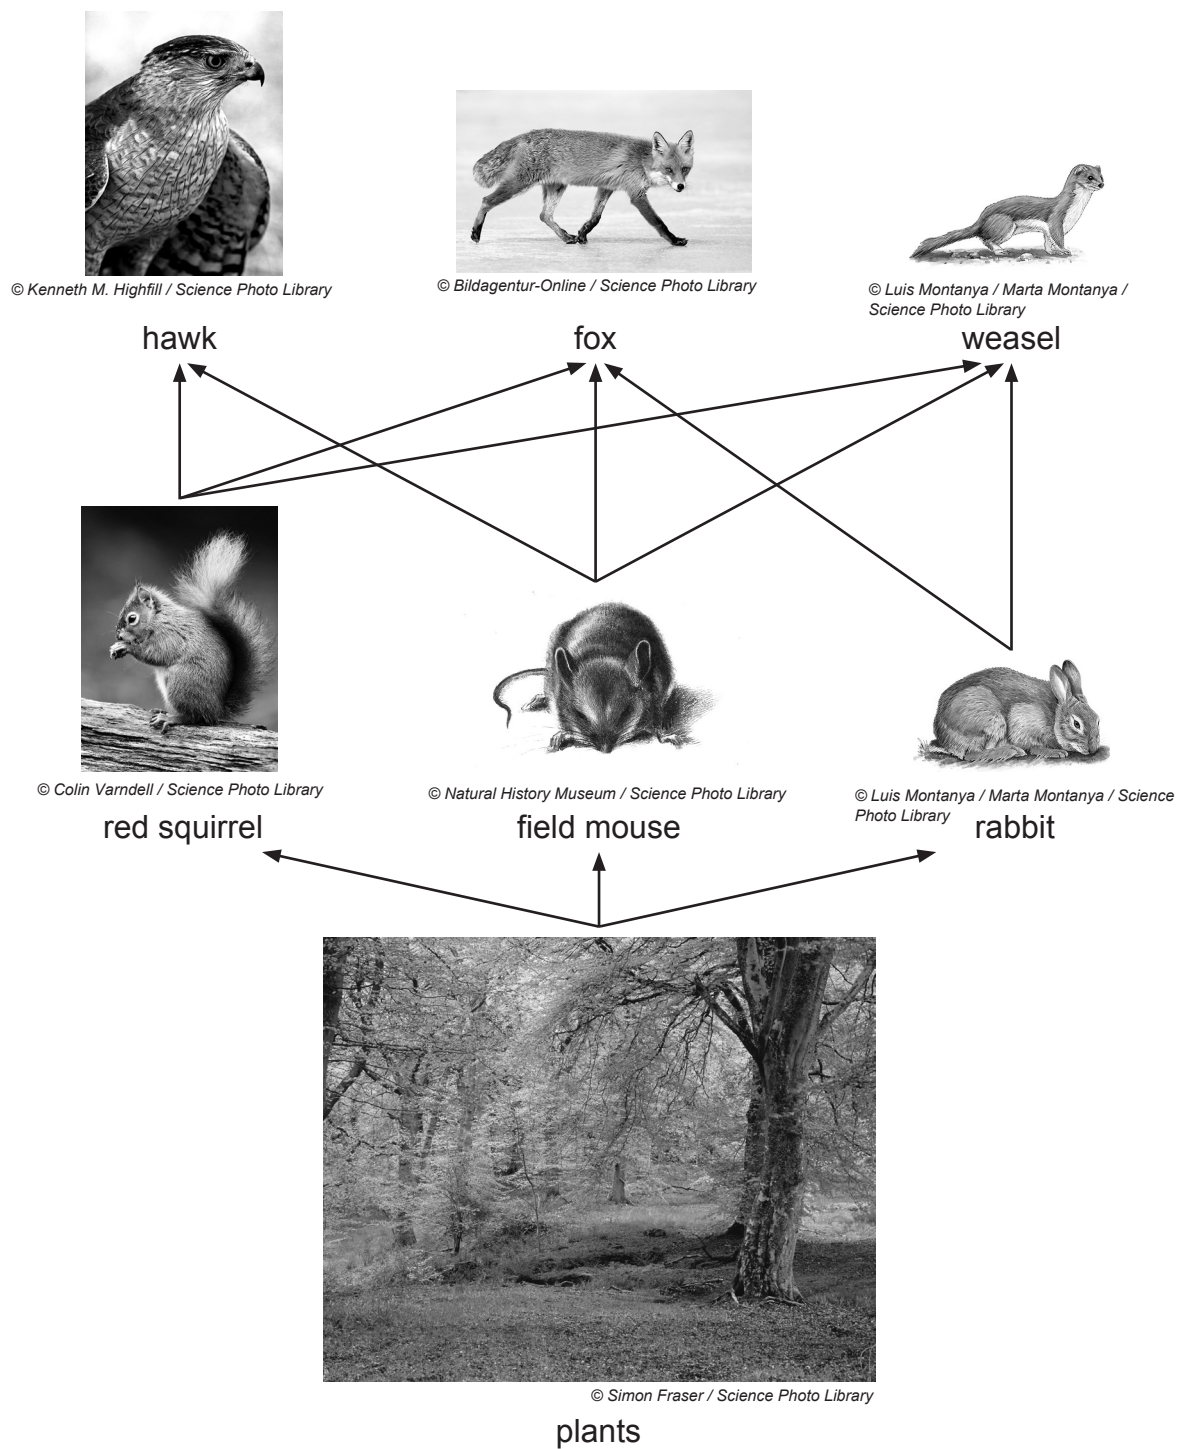 © Kenneth M. Highfill / Science Photo Library
© Bildagentur-Online / Science Photo Library
© Luis Montanya / Marta Montanya /
Science Photo Library
hawk
fox
weasel
© Colin Varndell / Science Photo Library
© Natural History Museum / Science Photo Library
© Luis Montanya / Marta Montanya / Science
Photo Library
red squirrel
field mouse
rabbit
© Simon Fraser / Science Photo Library
plants